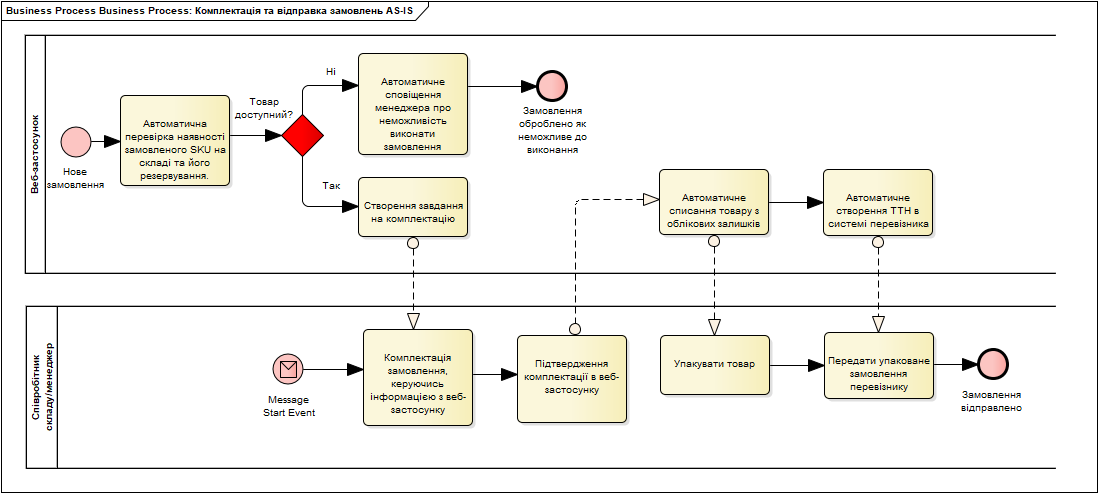 Business Process Business Process: Комплектація та відправка замовлень AS-IS
Веб-застосунок
Нове
замовлення
Автоматична
перевірка наявності
замовленого SKU на
складі та його
резервування.
Товар
доступний?
Ні
Так
Автоматичне
сповіщення
менеджера про
неможливість
виконати
замовлення
Замовлення
оброблено як
неможливе до
виконання
Створення завдання
на комплектацію
Автоматичне
списання товару з
облікових залишків
Автоматичне
створення ТТН в
системі перевізника
Співробітник
складу/менеджер
Message
Start Event
Комплектація
замовлення,
керуючись
інформацією з веб-
застосунку
Підтвердження
комплектації в веб-
застосунку
Упакувати товар
Передати упаковане
замовлення
перевізнику
Замовлення
відправлено